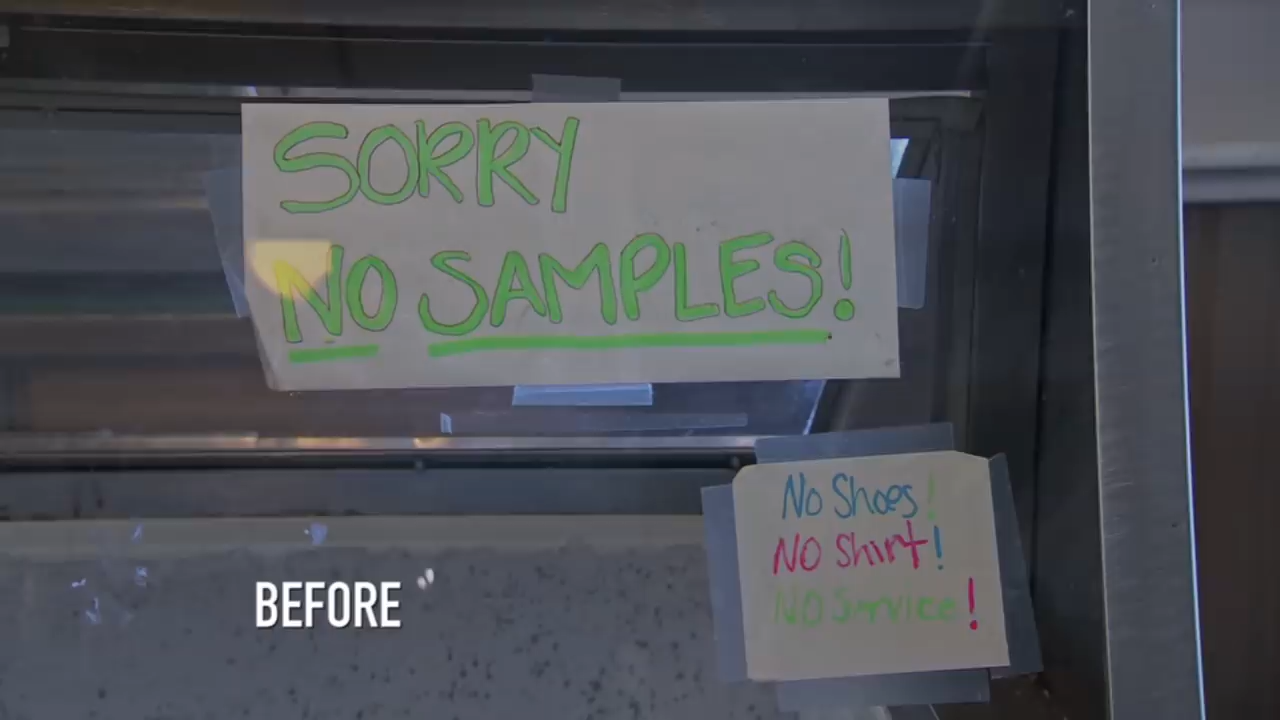 SORRY
NO SAMPLES!
No Shoes!
NO Shirt!
NO Service!
BEFORE